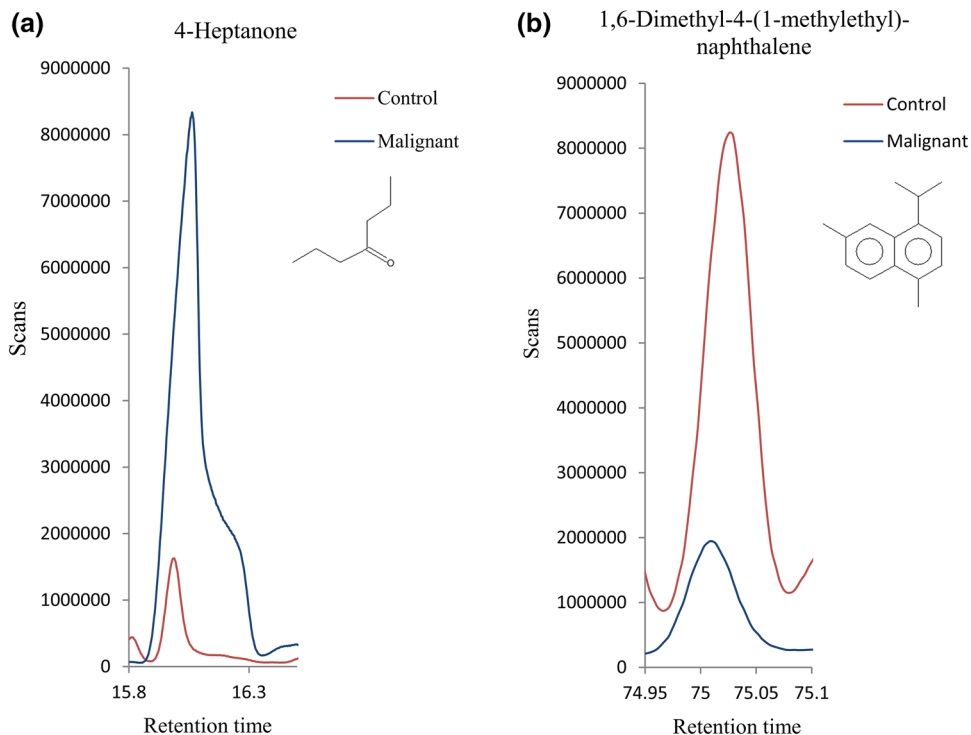 (a)
4-Heptanone
9000000
8000000
7000000
6000000
5000000
4000000
3000000
2000000
1000000
0
Scans
15.8 16.3
Retention time
Control
Malignant
O
(b)
1,6-Dimethyl-4-(1-methylethyl)-
naphthalene
9000000
8000000
7000000
6000000
5000000
4000000
3000000
2000000
1000000
0
Scans
74.95 75 75.05 75.1
Retention time
Control
Malignant